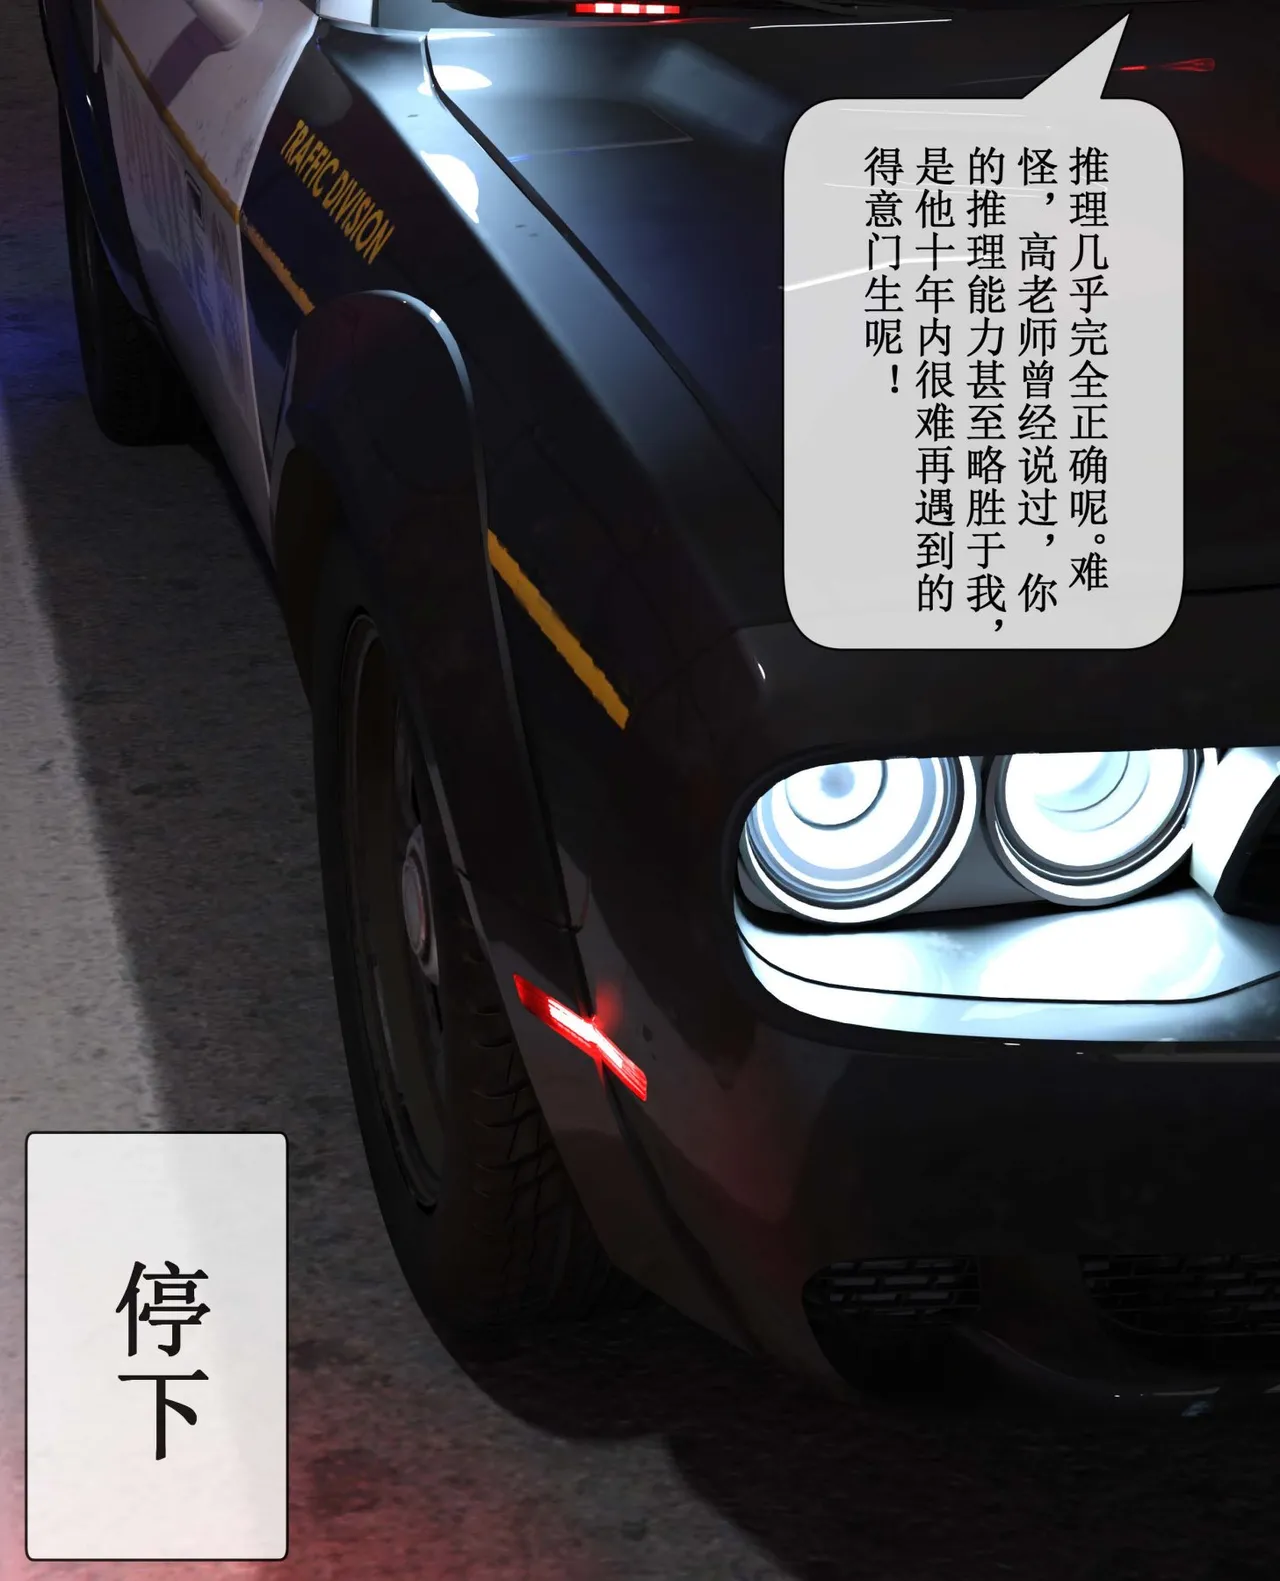 推理几乎完全正确呢。难
怪，高老师曾经说过，你
的推理能力甚至略胜于我，
是他十年内很难再遇到的
得意门生呢！
TRAFFIC DIVISION
停下